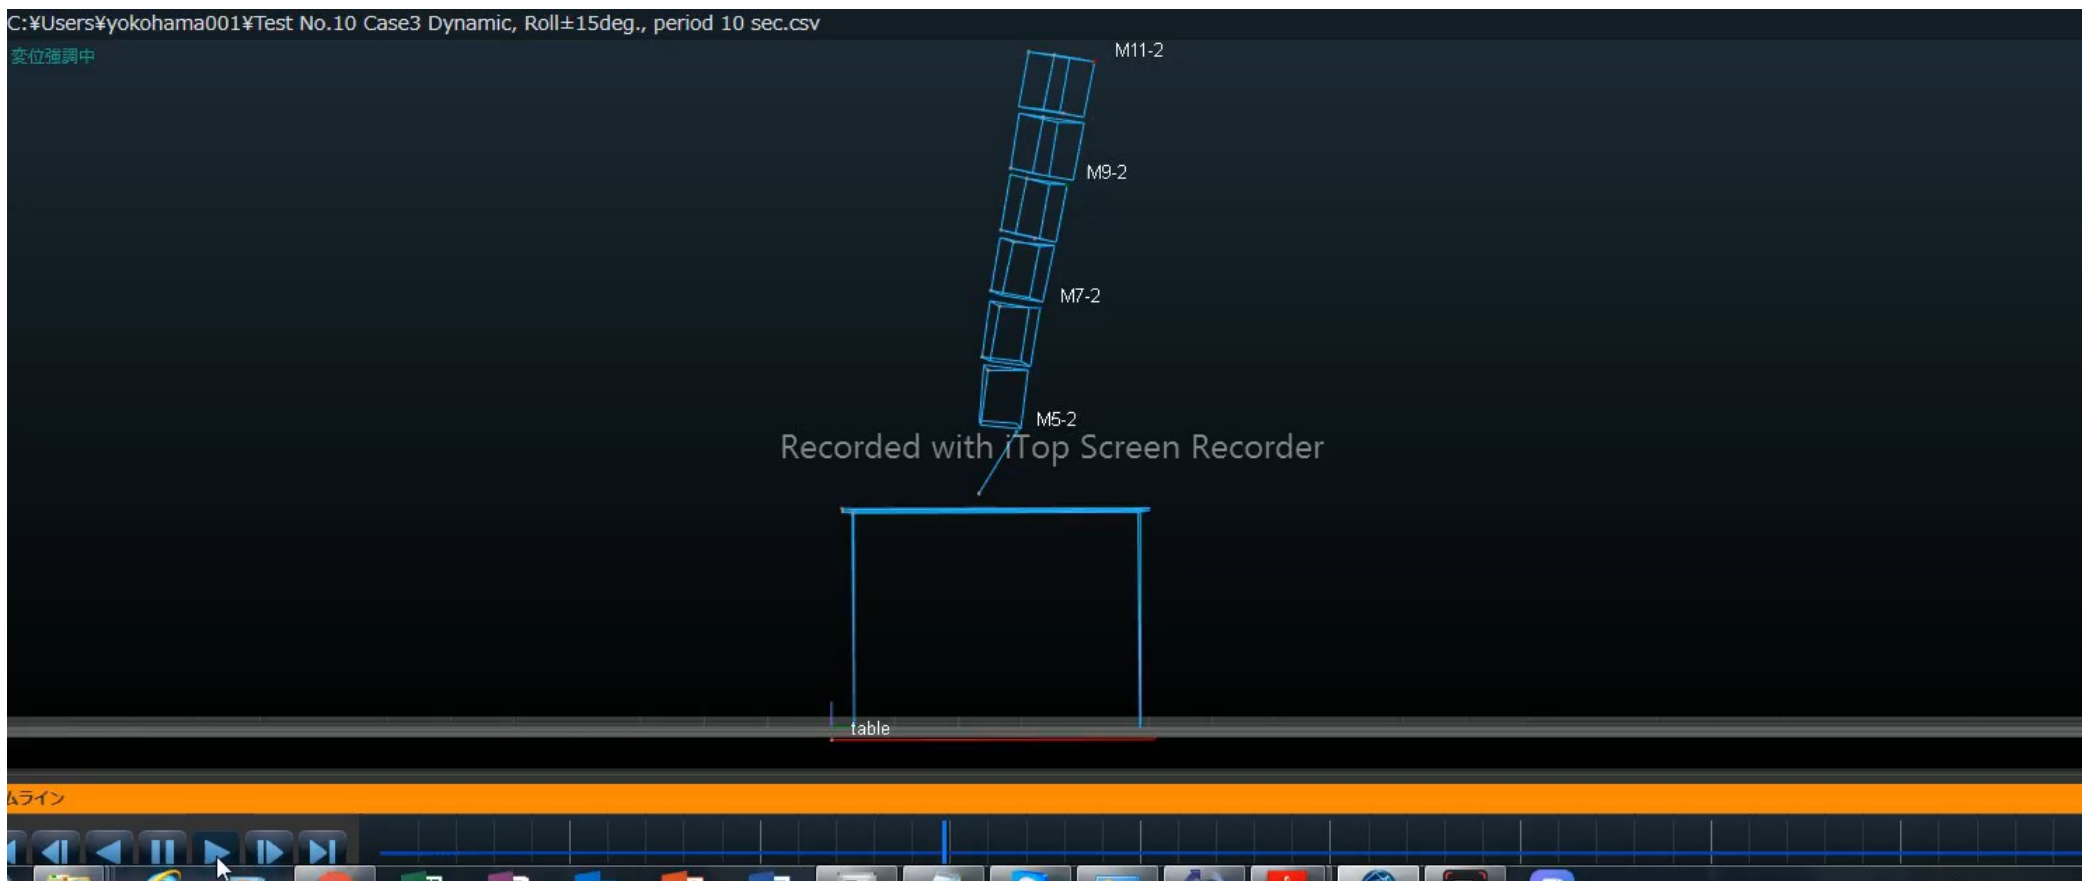 C:¥Users¥yokohama001¥Test No.10 Case3 Dynamic, Roll±15deg., period 10 sec.csv
変位強調中
M11-2
M9-2
M7-2
M5-2
Recorded with iTop Screen Recorder
table
ムライン